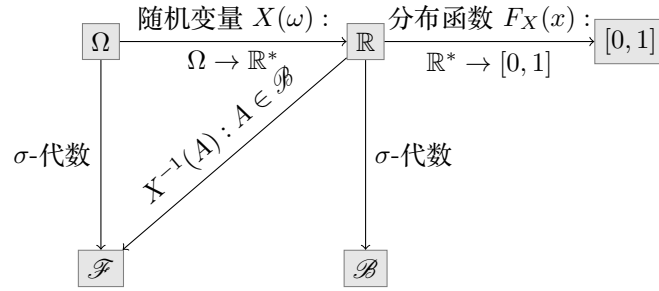 Ω
随机变量 X(ω) :
Ω → ℝ*
ℝ
分布函数 F_X(x) :
ℝ* → [0, 1]
[0, 1]
σ-代数
X⁻¹(A) : A ∈ ℬ
σ-代数
ℱ
ℬ